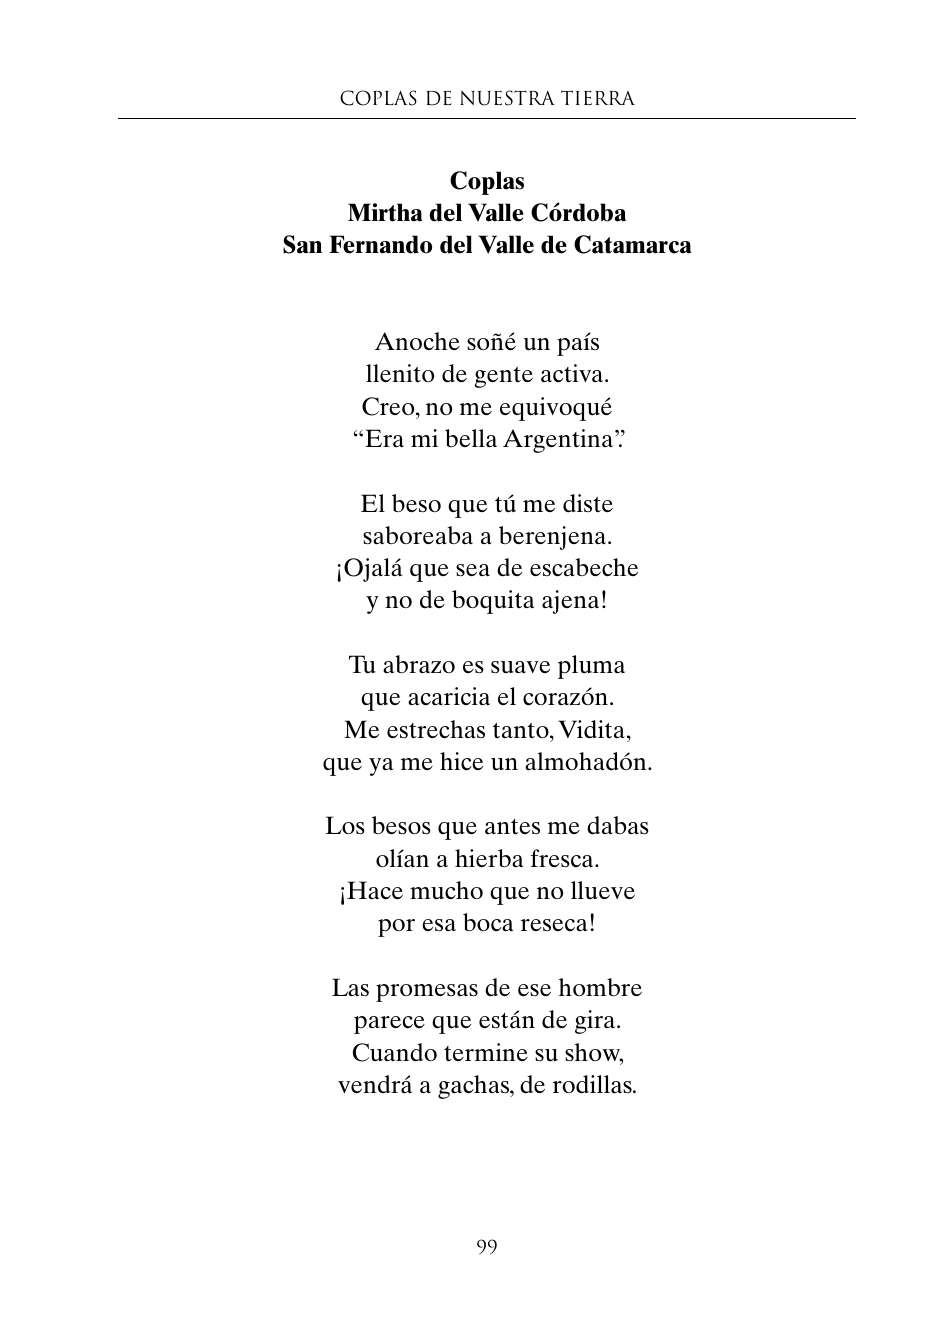 COPLAS DE NUESTRA TIERRA
Coplas
Mirtha del Valle Córdoba
San Fernando del Valle de Catamarca
Anoche soñé un país
llenito de gente activa.
Creo, no me equivoqué
“Era mi bella Argentina”.
El beso que tú me diste
saboreaba a berenjena.
¡Ojalá que sea de escabeche
y no de boquita ajena!
Tu abrazo es suave pluma
que acaricia el corazón.
Me estrechas tanto, Vidita,
que ya me hice un almohadón.
Los besos que antes me dabas
olían a hierba fresca.
¡Hace mucho que no llueve
por esa boca reseca!
Las promesas de ese hombre
parece que están de gira.
Cuando termine su show,
vendrá a gachas, de rodillas.
99